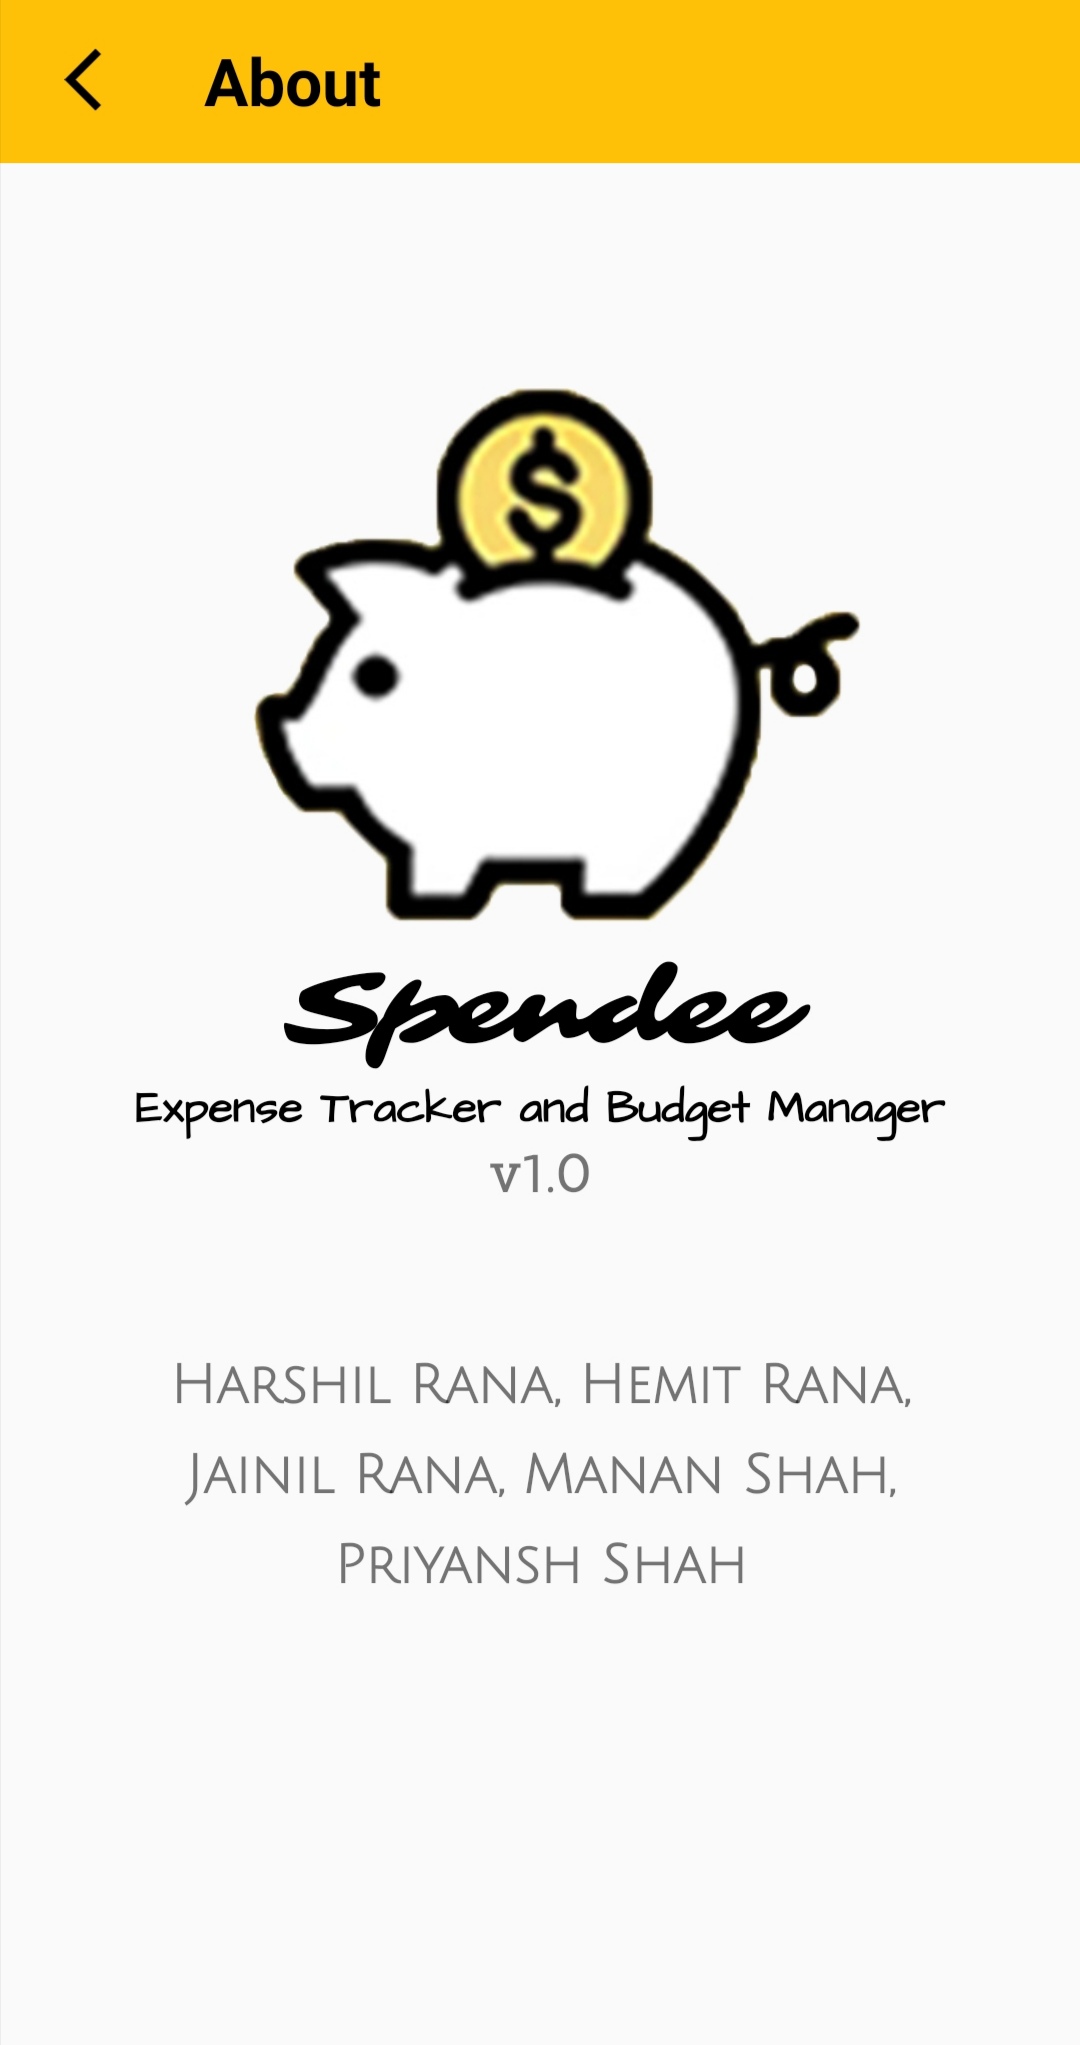 About
$
Spendee
Expense Tracker and Budget Manager
v1.0
Harshil Rana, Hemit Rana,
Jainil Rana, Manan Shah,
Priyansh Shah